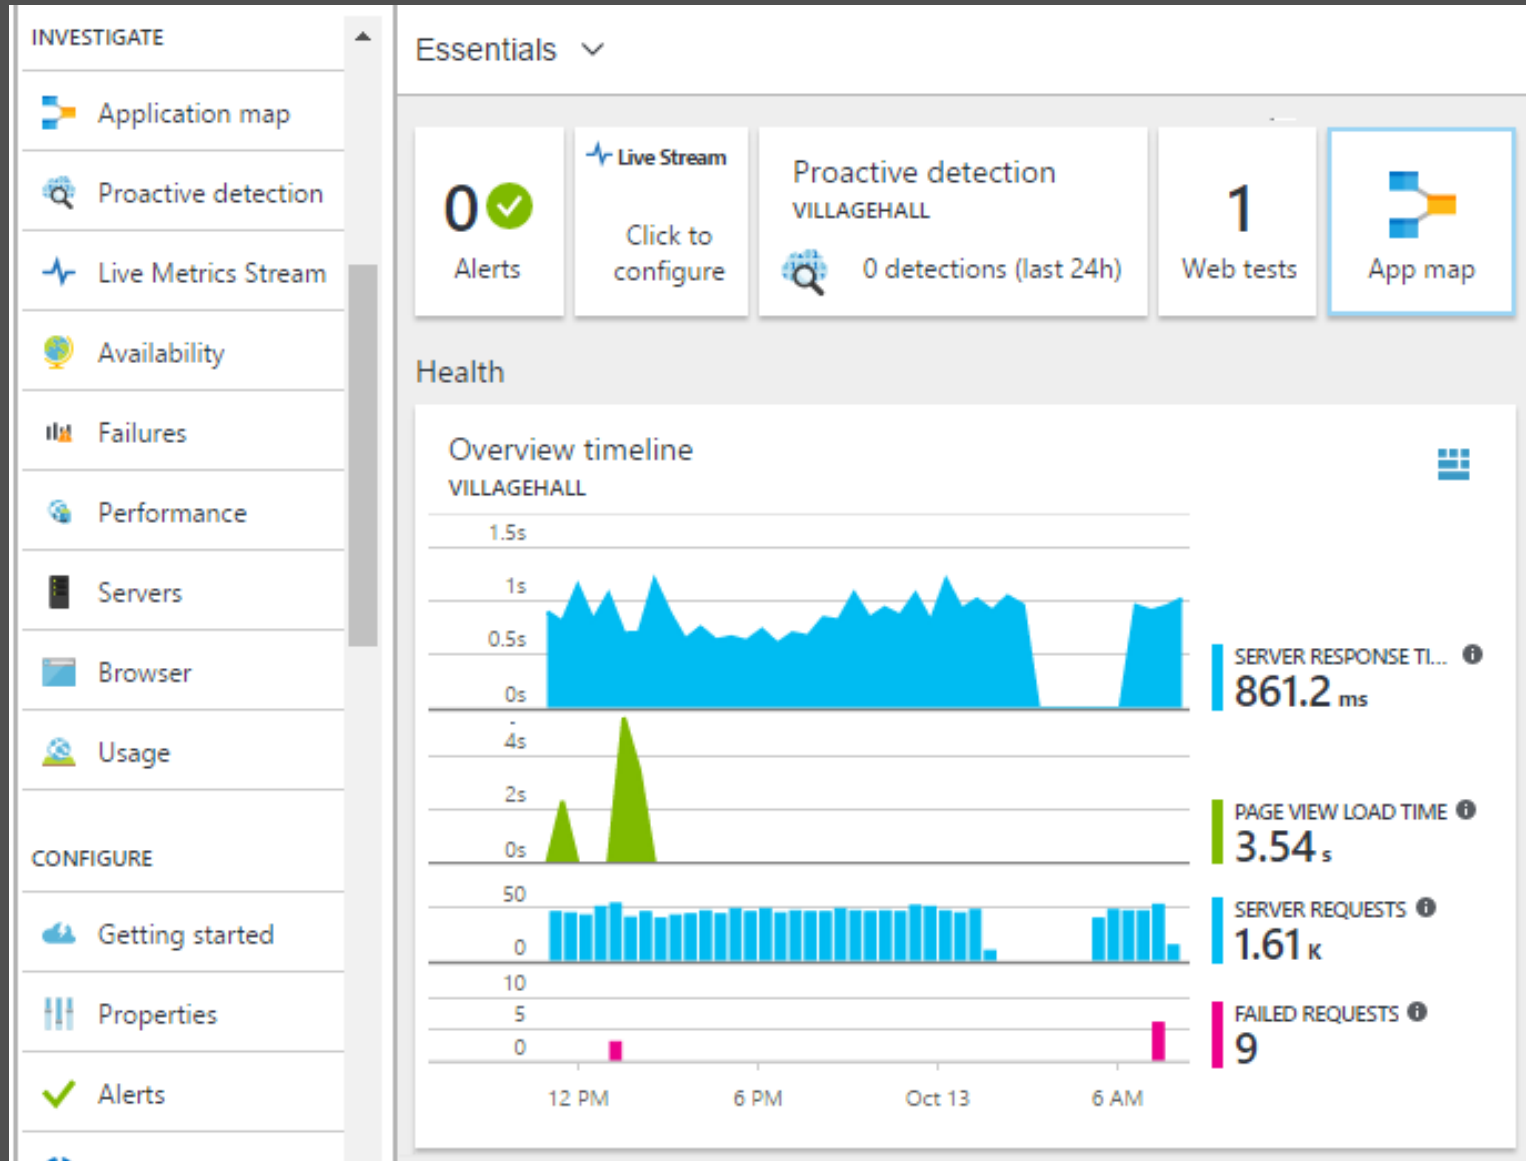 INVESTIGATE
Application map
Proactive detection
Live Metrics Stream
Availability
Failures
Performance
Servers
Browser
Usage
CONFIGURE
Getting started
Properties
Alerts
Essentials
0
Alerts
Live Stream
Click to
configure
Proactive detection
VILLAGEHALL
0 detections (last 24h)
1
Web tests
App map
Health
Overview timeline
VILLAGEHALL
1.5s
1s
0.5s
0s
SERVER RESPONSE TI...
861.2 ms
4s
2s
0s
PAGE VIEW LOAD TIME
3.54 s
50
0
SERVER REQUESTS
1.61 K
10
5
0
FAILED REQUESTS
9
12 PM
6 PM
Oct 13
6 AM